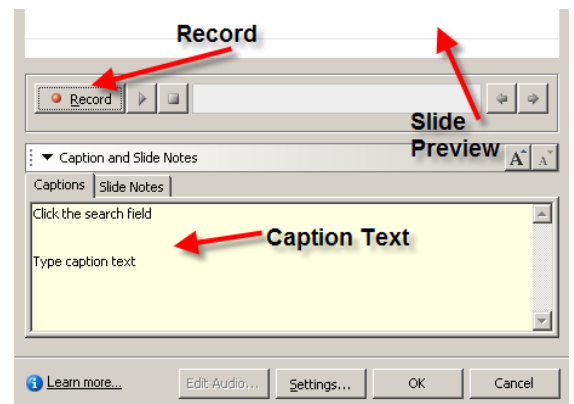 Record
Record
Slide
Preview
Caption and Slide Notes
A A
Captions
Slide Notes
Click the search field
Caption Text
Type caption text
Learn more...
Edit Audio...
Settings...
OK
Cancel